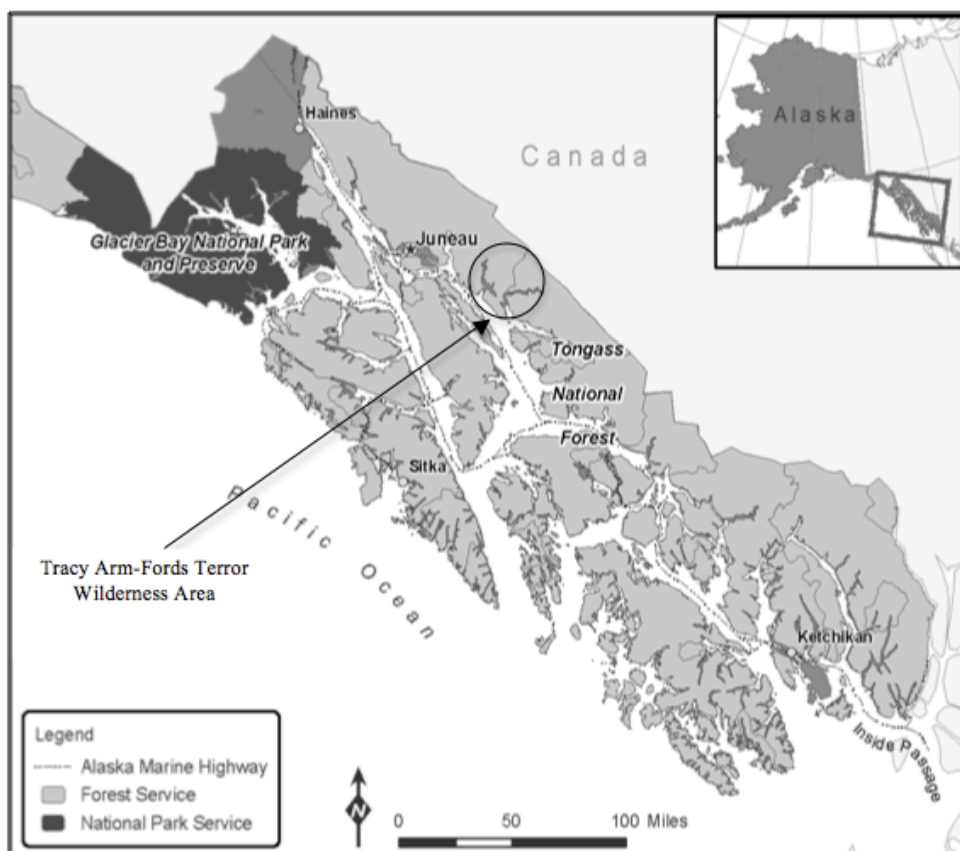 Alaska
Haines
Canada
Glacier Bay National Park
and Preserve
Juneau
Tongass
National
Forest
Sitka
Pacific Ocean
Tracy Arm-Fords Terror
Wilderness Area
Ketchikan
Inside Passage
Legend
Alaska Marine Highway
Forest Service
National Park Service
N
0 50 100 Miles